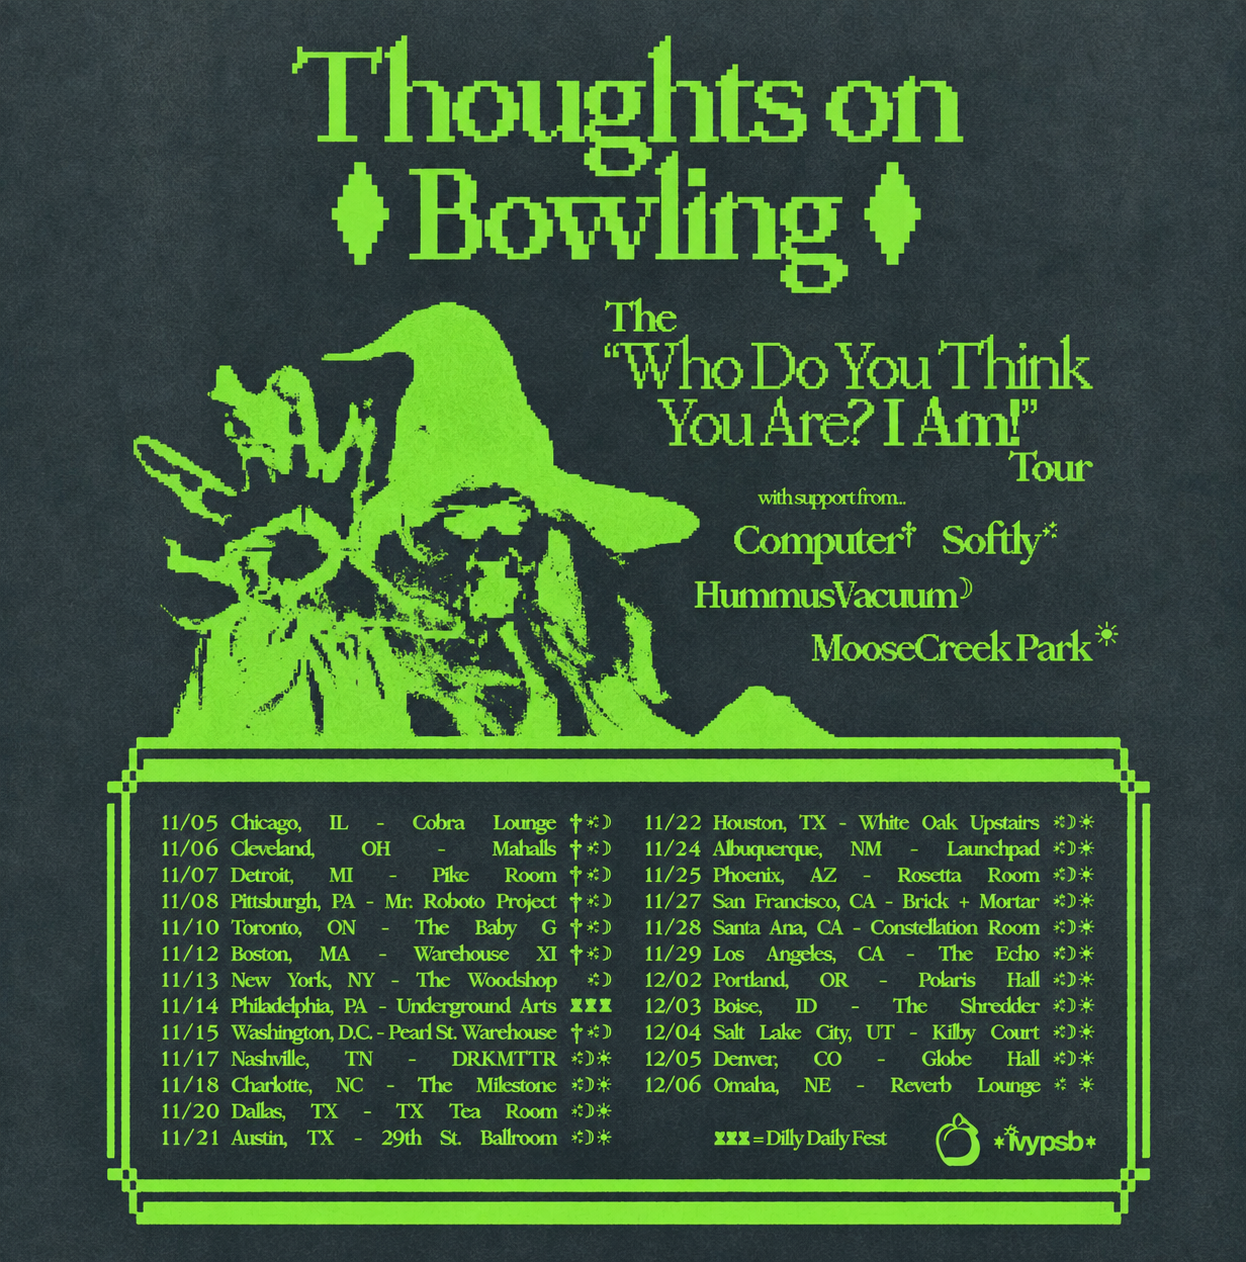 Thoughts on
Bowling
The
“Who Do You Think
You Are? I Am!”
Tour
with support from..
Computer† Softly
HummusVacuum☽
MooseCreek Park☀
11/05 Chicago, IL - Cobra Lounge
11/06 Cleveland, OH - Mahalls
11/07 Detroit, MI - Pike Room
11/08 Pittsburgh, PA - Mr. Roboto Project
11/10 Toronto, ON - The Baby G
11/12 Boston, MA - Warehouse XI
11/13 New York, NY - The Woodshop
11/14 Philadelphia, PA - Underground Arts
11/15 Washington, D.C. - Pearl St. Warehouse
11/17 Nashville, TN - DRKMTTR
11/18 Charlotte, NC - The Milestone
11/20 Dallas, TX - TX Tea Room
11/21 Austin, TX - 29th St. Ballroom
11/22 Houston, TX - White Oak Upstairs
11/24 Albuquerque, NM - Launchpad
11/25 Phoenix, AZ - Rosetta Room
11/27 San Francisco, CA - Brick + Mortar
11/28 Santa Ana, CA - Constellation Room
11/29 Los Angeles, CA - The Echo
12/02 Portland, OR - Polaris Hall
12/03 Boise, ID - The Shredder
12/04 Salt Lake City, UT - Kilby Court
12/05 Denver, CO - Globe Hall
12/06 Omaha, NE - Reverb Lounge
= Dilly Daily Fest
*ivypsb*